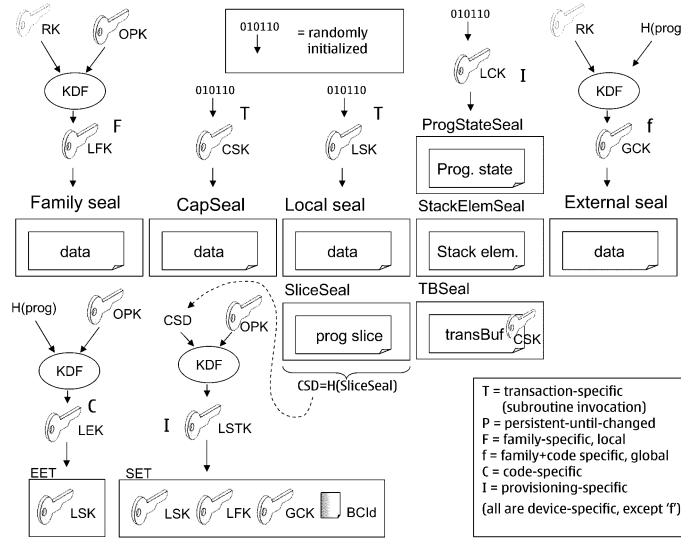 RK
OPK
KDF
F
LFK
Family seal
data
010110
T
CSK
CapSeal
data
010110 = randomly
initialized
010110
T
LSK
Local seal
data
010110
LCK
I
ProgStateSeal
Prog. state
StackElemSeal
Stack elem.
RK
H(prog
KDF
f
GCK
External seal
data
H(prog)
OPK
KDF
C
LEK
EET
LSK
CSD
OPK
KDF
I
LSTK
SET
LSK
LFK
GCK
BCId
SliceSeal
prog slice
CSD=H(SliceSeal)
TBSeal
transBuf
CSK
T = transaction-specific
(subroutine invocation)
P = persistent-until-changed
F = family-specific, local
f = family+code specific, global
C = code-specific
I = provisioning-specific
(all are device-specific, except 'f')